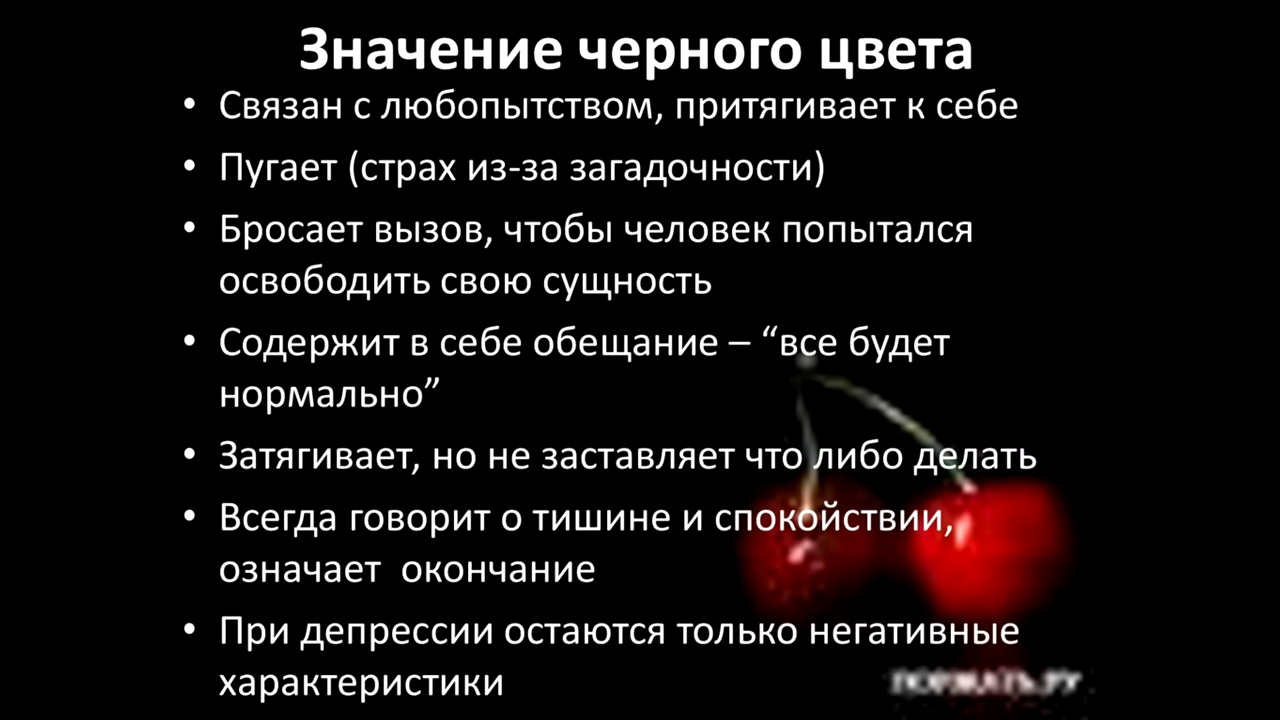 Значение черного цвета
• Связан с любопытством, притягивает к себе
• Пугает (страх из-за загадочности)
• Бросает вызов, чтобы человек попытался
освободить свою сущность
• Содержит в себе обещание – “все будет
нормально”
• Затягивает, но не заставляет что либо делать
• Всегда говорит о тишине и спокойствии,
означает  окончание
• При депрессии остаются только негативные
характеристики